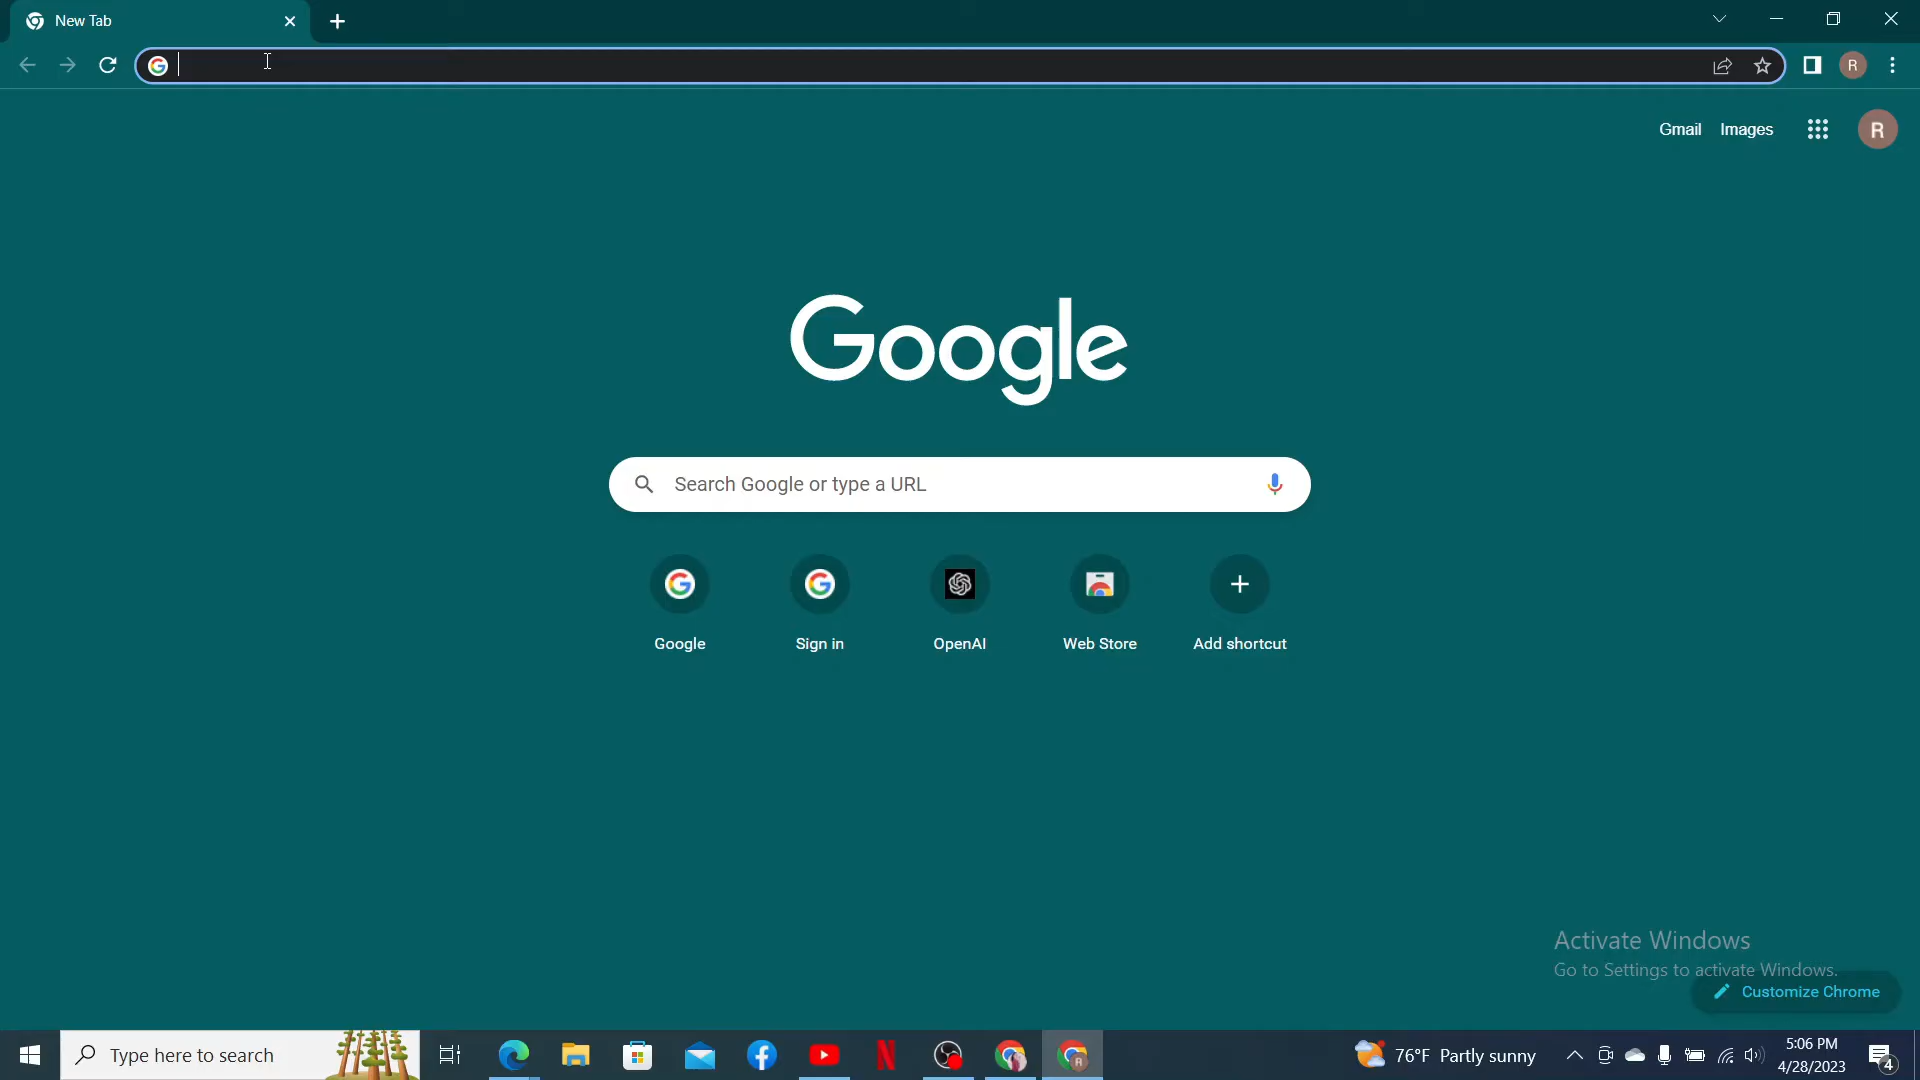 New Tab
R
Gmail Images R
Google
Search Google or type a URL
Google Sign in OpenAI Web Store Add shortcut
Activate Windows
Go to Settings to activate Windows.
Customize Chrome
Type here to search
R
76°F Partly sunny
5:06 PM
4/28/2023
4